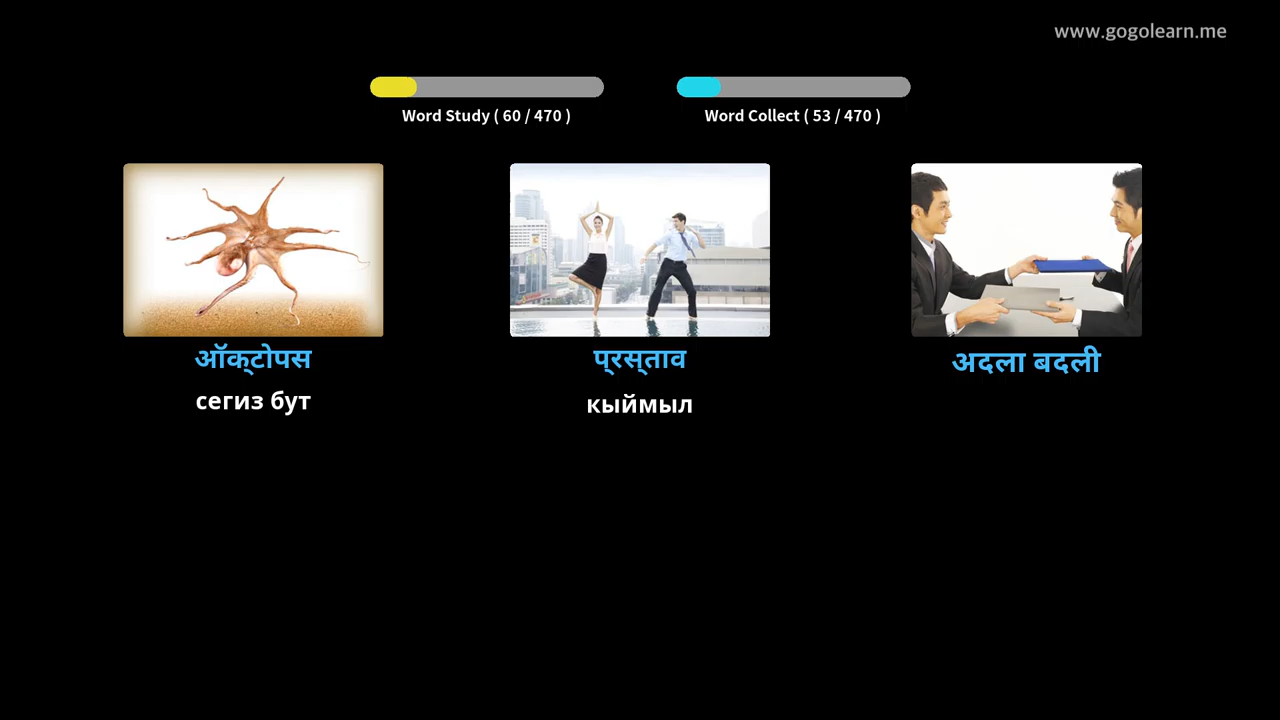 www.gogolearn.me
Word Study ( 60 / 470 )
Word Collect ( 53 / 470 )
ऑक्टोपस
प्रस्ताव
अदला बदली
сегиз бут
кыймыл